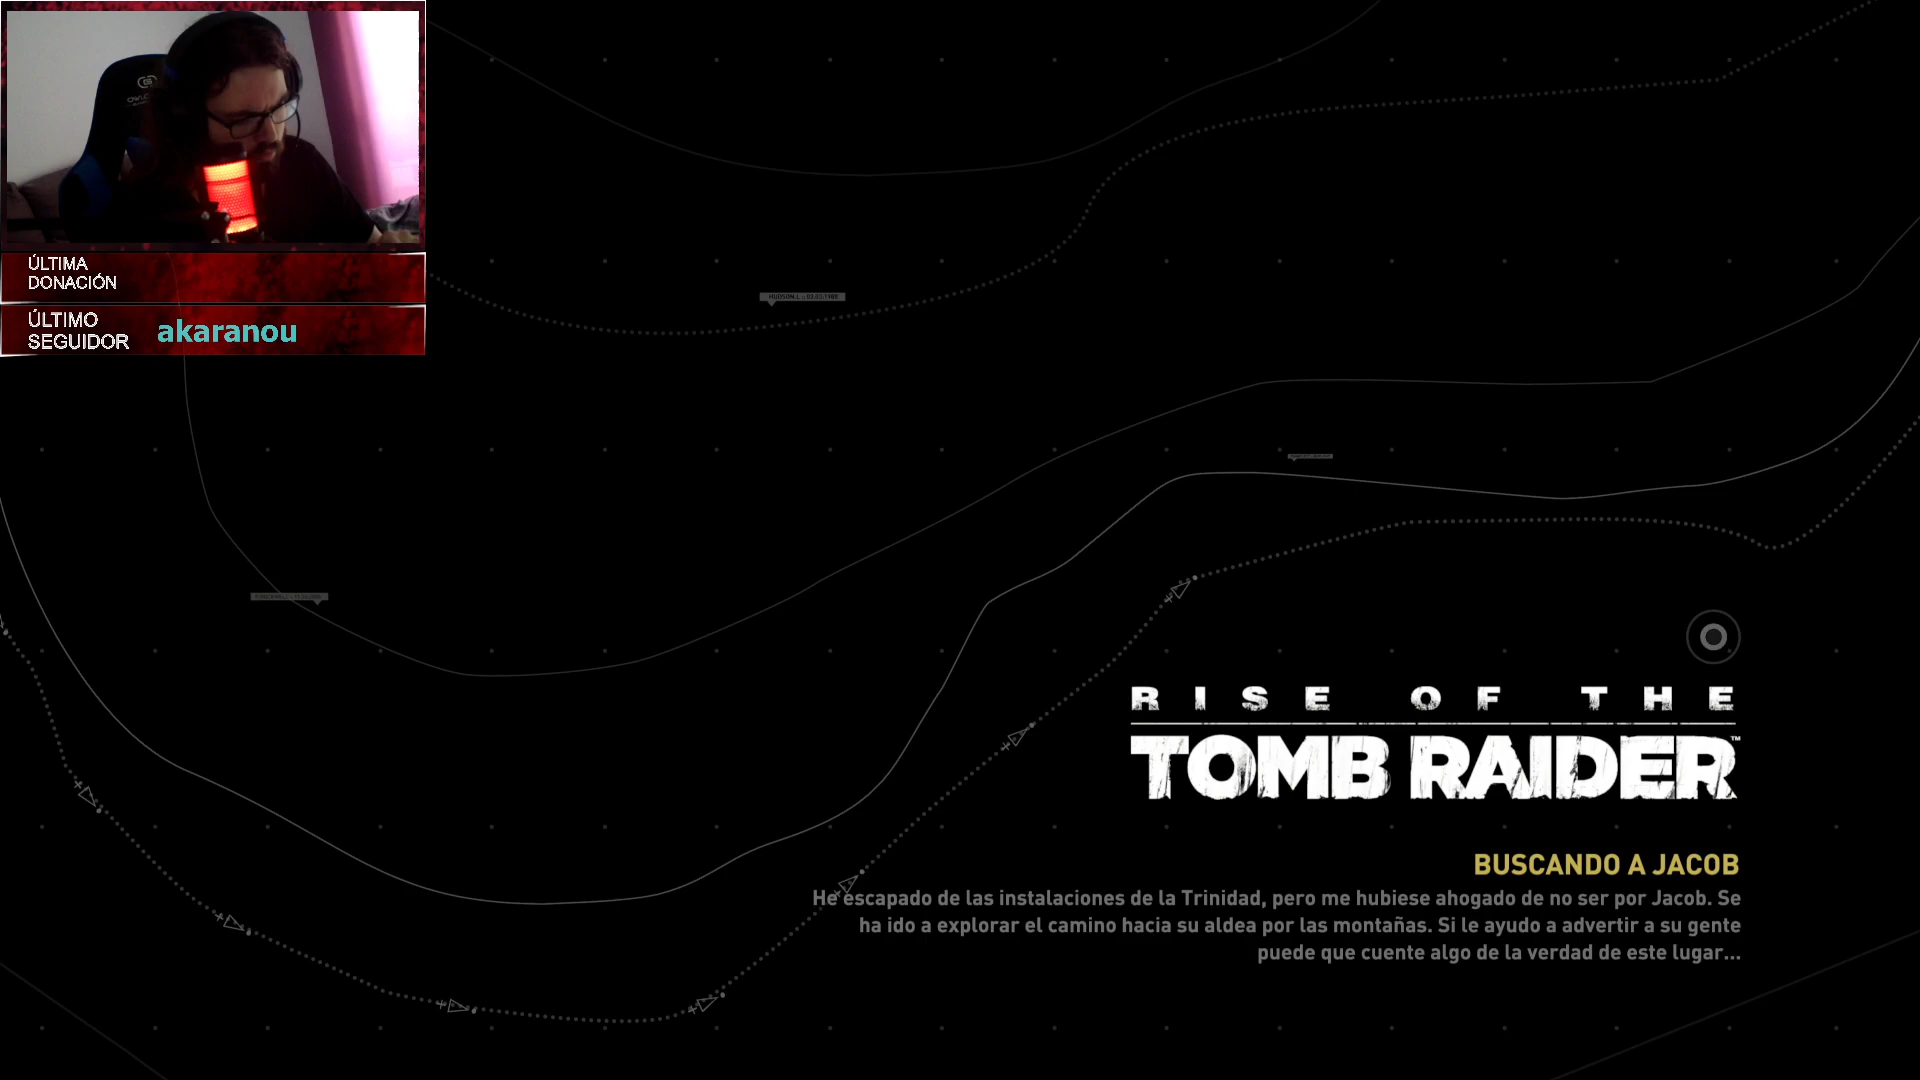 ÚLTIMA
DONACIÓN
ÚLTIMO
SEGUIDOR
akaranou
RISE OF THE
TOMB RAIDER™
BUSCANDO A JACOB
He escapado de las instalaciones de la Trinidad, pero me hubiese ahogado de no ser por Jacob. Se
ha ido a explorar el camino hacia su aldea por las montañas. Si le ayudo a advertir a su gente
puede que cuente algo de la verdad de este lugar...